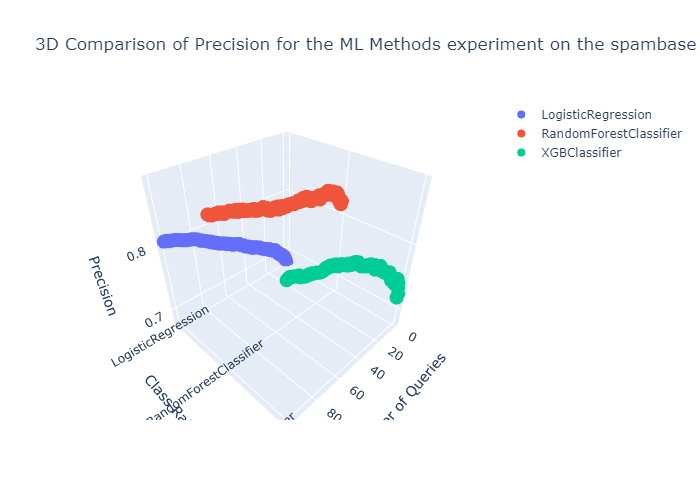 3D Comparison of Precision for the ML Methods experiment on the spambase
LogisticRegression
RandomForestClassifier
XGBClassifier
0.8
Precision
0.7
LogisticRegression
RandomForestClassifier
0
20
40
60
80
of Queries